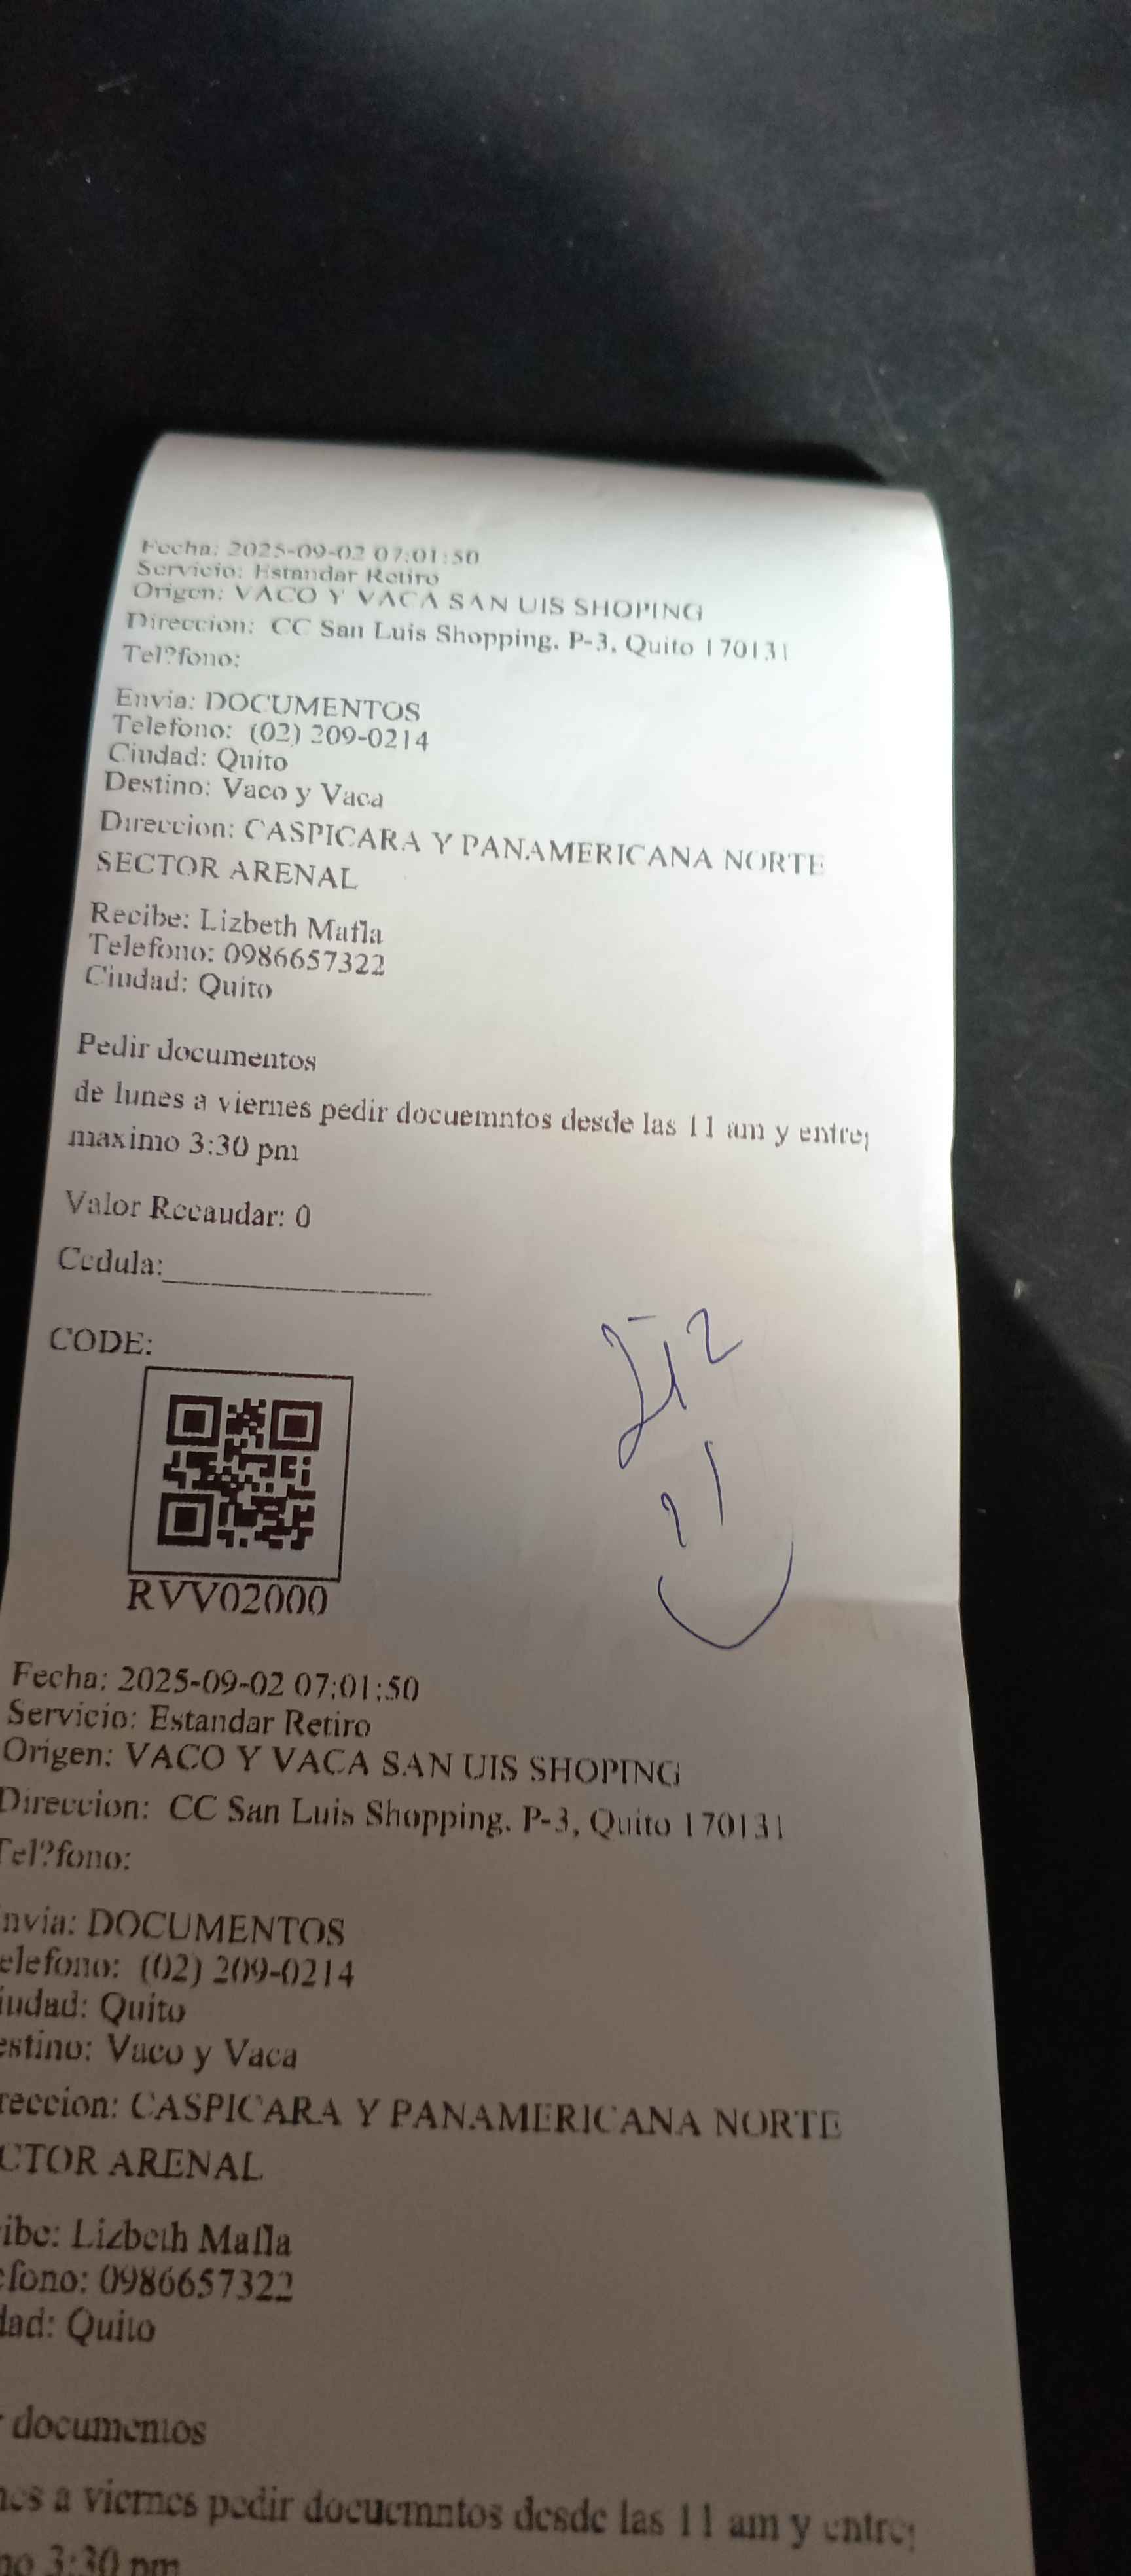 Fecha: 2025-09-02 07:01:50
Servicio: Estandar Retiro
Origen: VACO Y VACA SAN UIS SHOPING
Direccion: CC San Luis Shopping, P-3, Quito 170131
Tel?fono:
Envia: DOCUMENTOS
Telefono: (02) 209-0214
Ciudad: Quito
Destino: Vaco y Vaca
Direccion: CASPICARA Y PANAMERICANA NORTE
SECTOR ARENAL
Recibe: Lizbeth Mafla
Telefono: 0986657322
Ciudad: Quito
Pedir documentos
de lunes a viernes pedir docuemntos desde las 11 am y entre
maximo 3:30 pm
Valor Recaudar: 0
Cedula:
CODE:
RVV02000
Fecha: 2025-09-02 07:01:50
Servicio: Estandar Retiro
Origen: VACO Y VACA SAN UIS SHOPING
Direccion: CC San Luis Shopping, P-3, Quito 170131
Tel?fono:
nvia: DOCUMENTOS
elefono: (02) 209-0214
iudad: Quito
estino: Vaco y Vaca
reccion: CASPICARA Y PANAMERICANA NORTE
CTOR ARENAL
ibe: Lizbeth Mafla
fono: 0986657322
dad: Quito
documentos
nes a viernes pedir docuemntos desde las 11 am y entre
no 3:30 pm